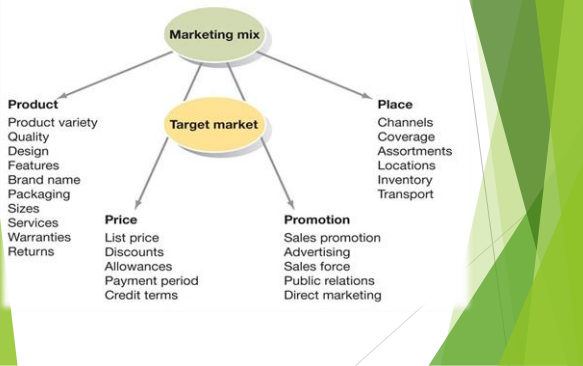 Marketing mix
Target market
Product
Product variety
Quality
Design
Features
Brand name
Packaging
Sizes
Services
Warranties
Returns
Price
List price
Discounts
Allowances
Payment period
Credit terms
Promotion
Sales promotion
Advertising
Sales force
Public relations
Direct marketing
Place
Channels
Coverage
Assortments
Locations
Inventory
Transport